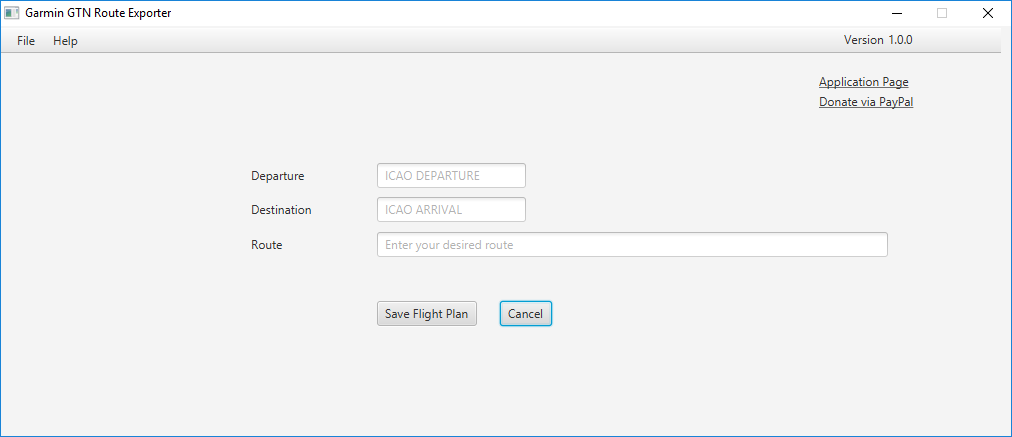 Garmin GTN Route Exporter
File Help Version 1.0.0
Application Page
Donate via PayPal
Departure ICAO DEPARTURE
Destination ICAO ARRIVAL
Route Enter your desired route
Save Flight Plan Cancel